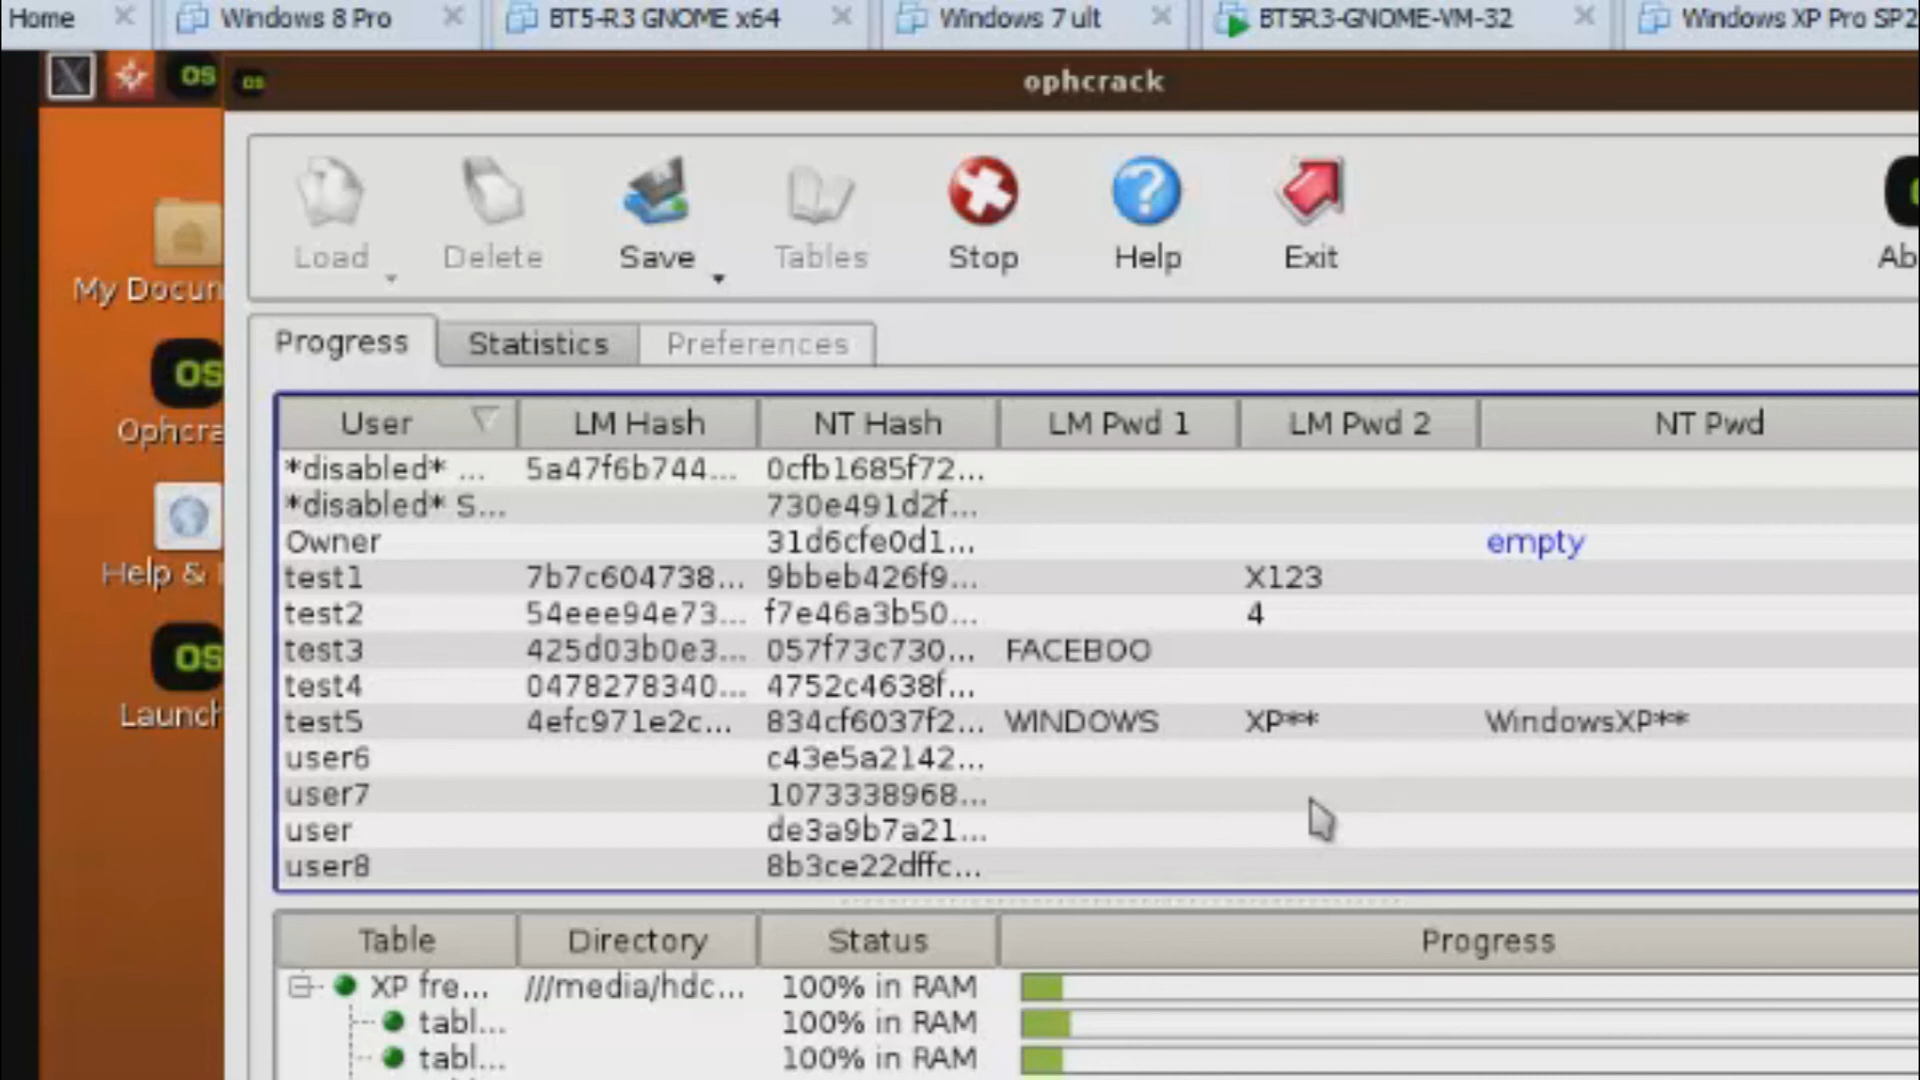 Home Windows 8 Pro BT5-R3 GNOME x64 Windows 7 ult BT5R3-GNOME-VM-32 Windows XP Pro SP2
OS OS ophcrack
Load Delete Save Tables Stop Help Exit Ab
My Docum
Progress Statistics Preferences
OS
Ophcra
User LM Hash NT Hash LM Pwd 1 LM Pwd 2 NT Pwd
*disabled* ... 5a47f6b744... 0cfb1685f72...
*disabled* S... 730e491d2f...
Owner 31d6cfe0d1... empty
Help &
test1 7b7c604738... 9bbeb426f9... X123
test2 54eee94e73... f7e46a3b50... 4
test3 425d03b0e3... 057f73c730... FACEBOO
OS
test4 0478278340... 4752c4638f...
Launch
test5 4efc971e2c... 834cf6037f2... WINDOWS XP** WindowsXP**
user6 c43e5a2142...
user7 1073338968...
user de3a9b7a21...
user8 8b3ce22dffc...
Table Directory Status Progress
XP fre... ///media/hdc... 100% in RAM
tabl... 100% in RAM
tabl... 100% in RAM